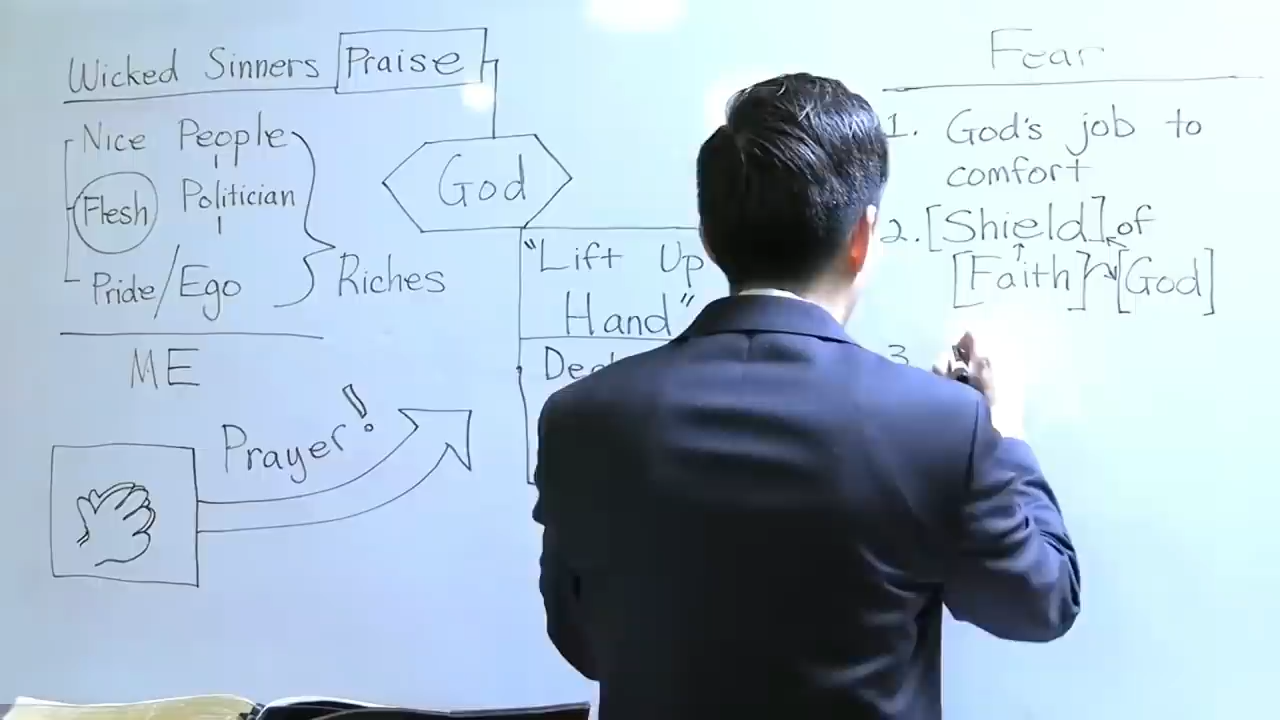 Wicked Sinners Praise
Nice People
Flesh Politician
Pride/Ego
Riches
ME
Prayer!
God
"Lift Up
Hand"
Fear
1. God's job to
comfort
2. [Shield] of
[Faith] [God]
3.